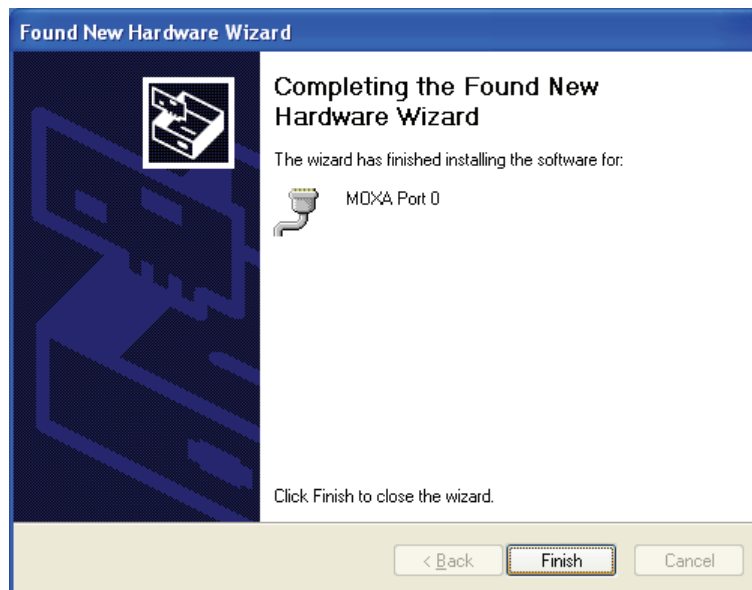 Found New Hardware Wizard
Completing the Found New
Hardware Wizard
The wizard has finished installing the software for:
MOXA Port 0
Click Finish to close the wizard.
< Back Finish Cancel